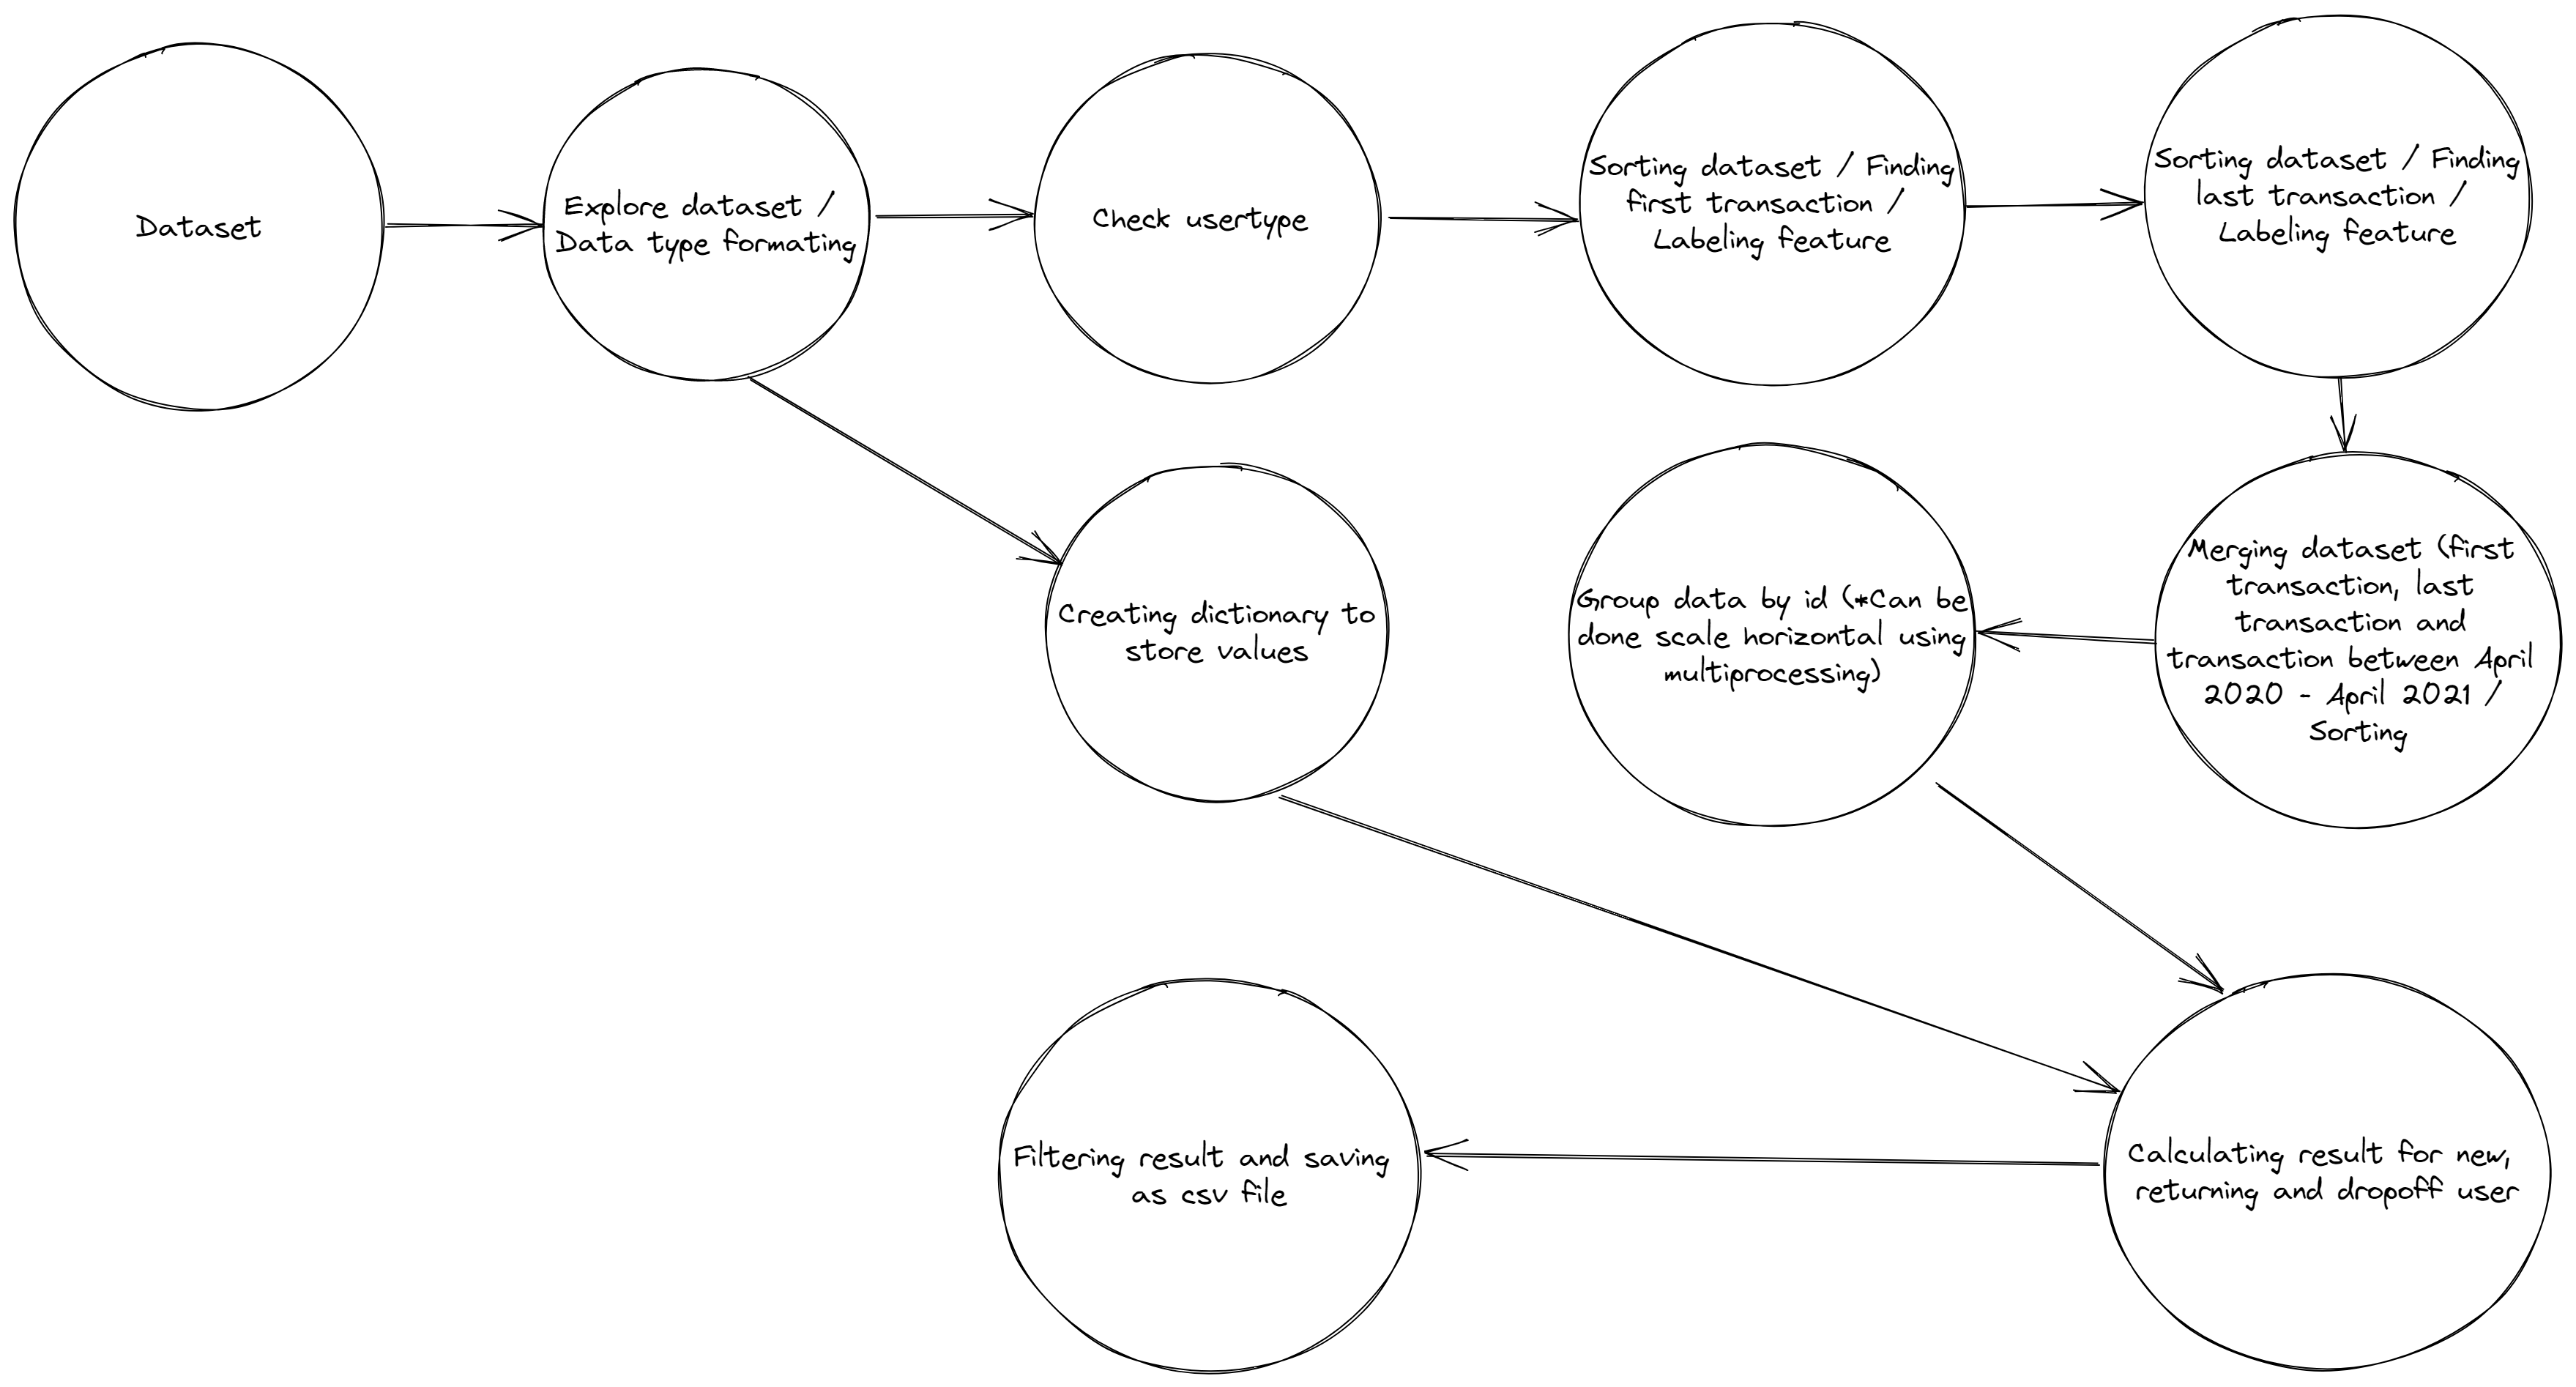 Dataset
Explore dataset /
Data type formating
Check usertype
Sorting dataset / Finding
first transaction /
Labeling feature
Sorting dataset / Finding
last transaction /
Labeling feature
Creating dictionary to
store values
Group data by id (*Can be
done scale horizontal using
multiprocessing)
Merging dataset (first
transaction, last
transaction and
transaction between April
2020 - April 2021 /
Sorting
Filtering result and saving
as csv file
Calculating result for new,
returning and dropoff user